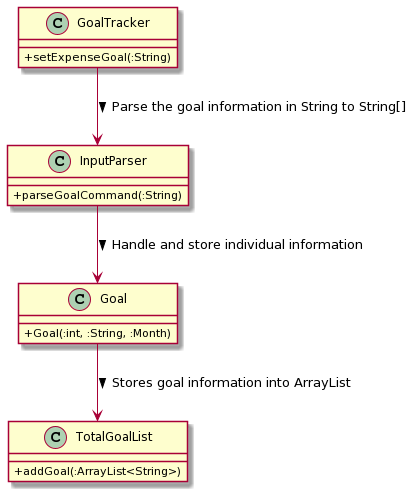 C GoalTracker
+setExpenseGoal(:String)
Parse the goal information in String to String[]
C InputParser
+parseGoalCommand(:String)
Handle and store individual information
C Goal
+Goal(:int, :String, :Month)
Stores goal information into ArrayList
C TotalGoalList
+addGoal(:ArrayList<String>)